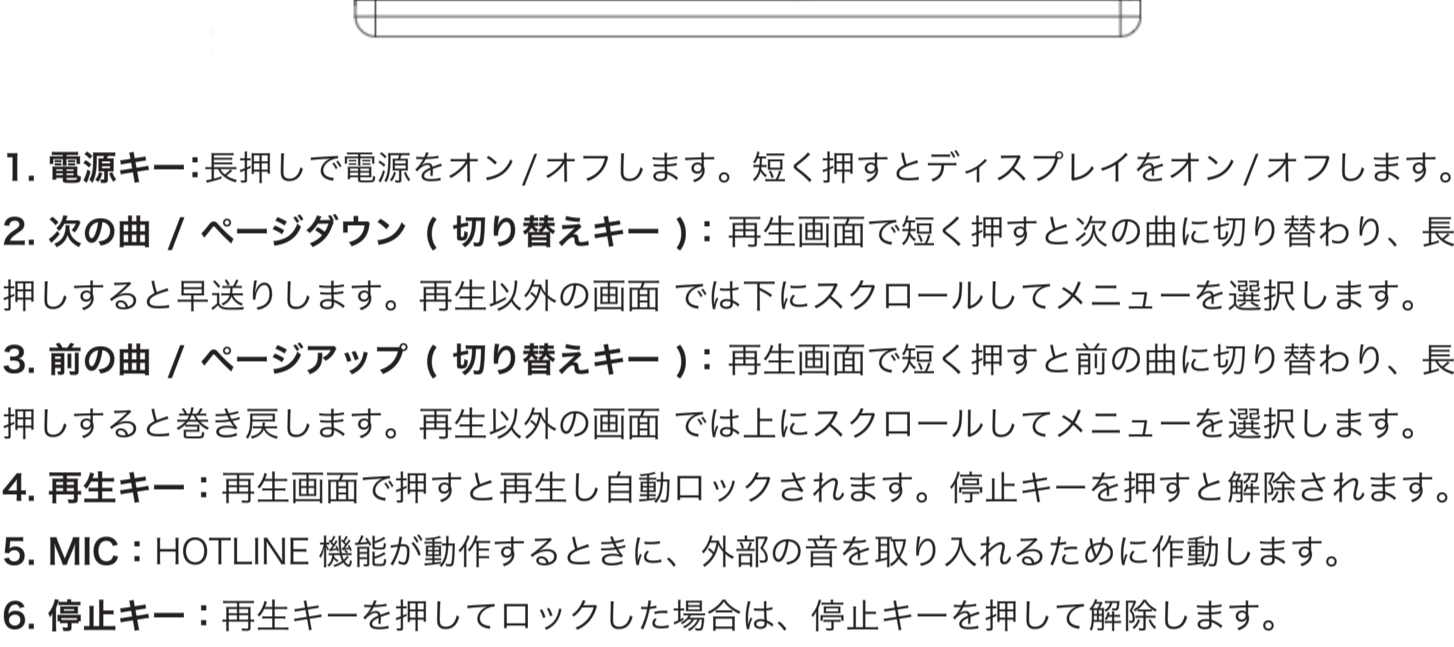 1. 電源キー：長押しで電源をオン/オフします。短く押すとディスプレイをオン/オフします。
2. 次の曲 / ページダウン ( 切り替えキー )：再生画面で短く押すと次の曲に切り替わり、長
押しすると早送りします。再生以外の画面 では下にスクロールしてメニューを選択します。
3. 前の曲 / ページアップ ( 切り替えキー )：再生画面で短く押すと前の曲に切り替わり、長
押しすると巻き戻します。再生以外の画面 では上にスクロールしてメニューを選択します。
4. 再生キー：再生画面で押すと再生し自動ロックされます。停止キーを押すと解除されます。
5. MIC：HOTLINE 機能が動作するときに、外部の音を取り入れるために作動します。
6. 停止キー：再生キーを押してロックした場合は、停止キーを押して解除します。